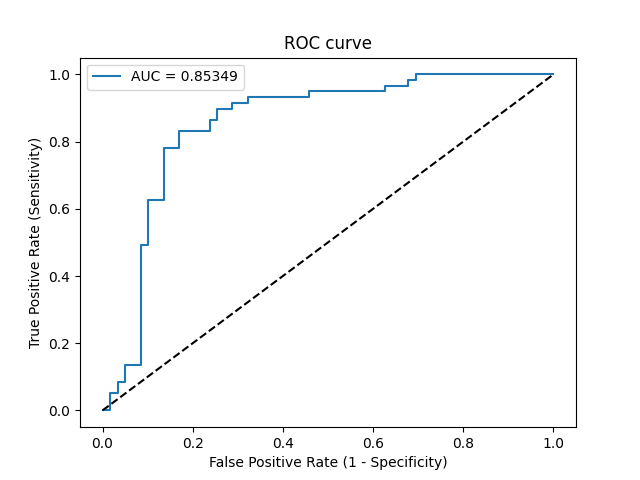 ROC curve
AUC = 0.85349
1.0
0.8
0.6
0.4
0.2
0.0
True Positive Rate (Sensitivity)
0.0 0.2 0.4 0.6 0.8 1.0
False Positive Rate (1 - Specificity)